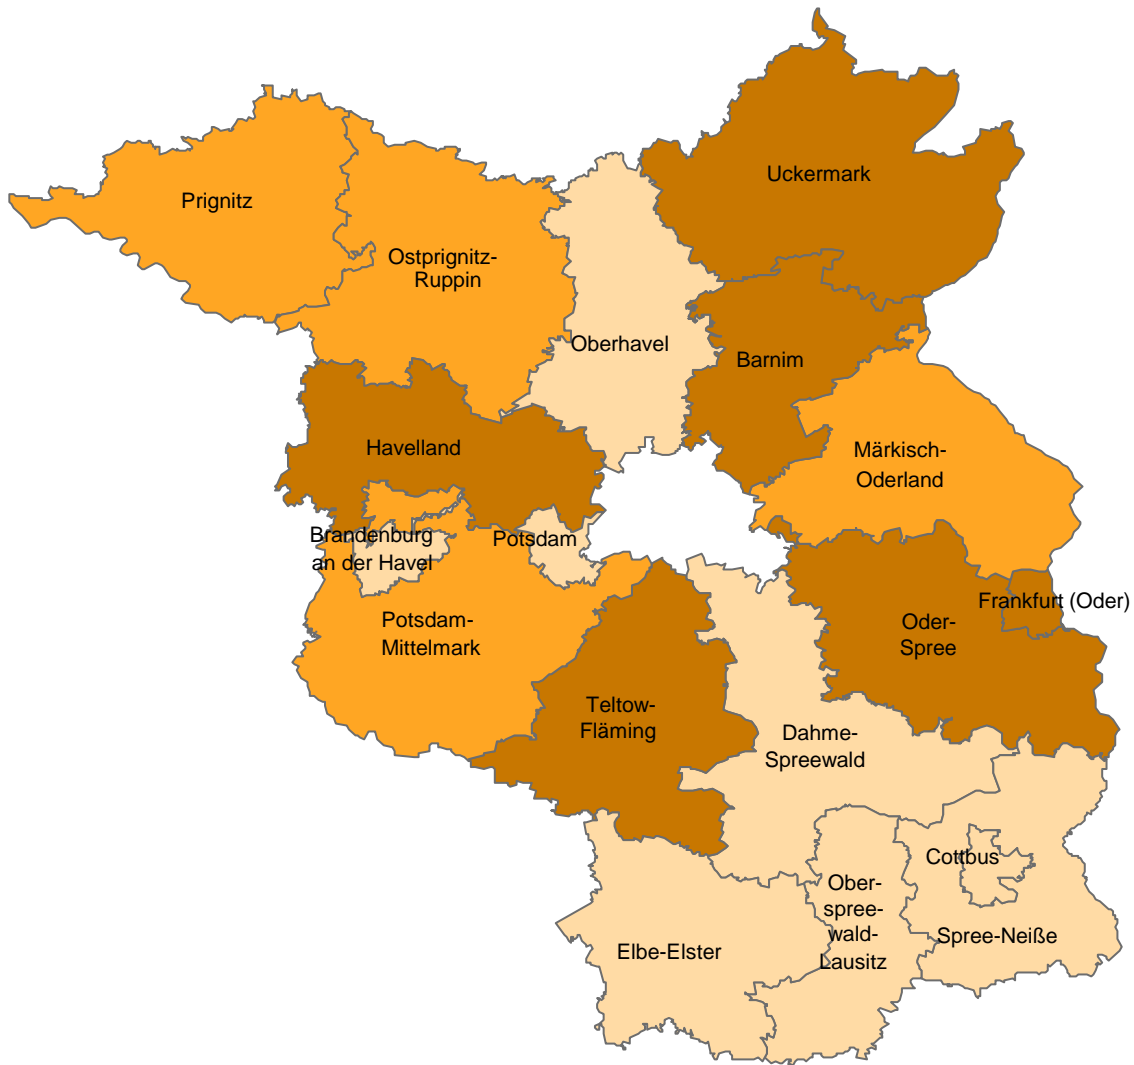 Uckermark
Prignitz
Ostprignitz-
Ruppin
Oberhavel
Barnim
Havelland
Märkisch-
Oderland
Brandenburg
an der Havel
Potsdam
Frankfurt (Oder)
Potsdam-
Mittelmark
Oder-
Spree
Teltow-
Fläming
Dahme-
Spreewald
Cottbus
Ober-
spree-
wald-
Lausitz
Spree-Neiße
Elbe-Elster